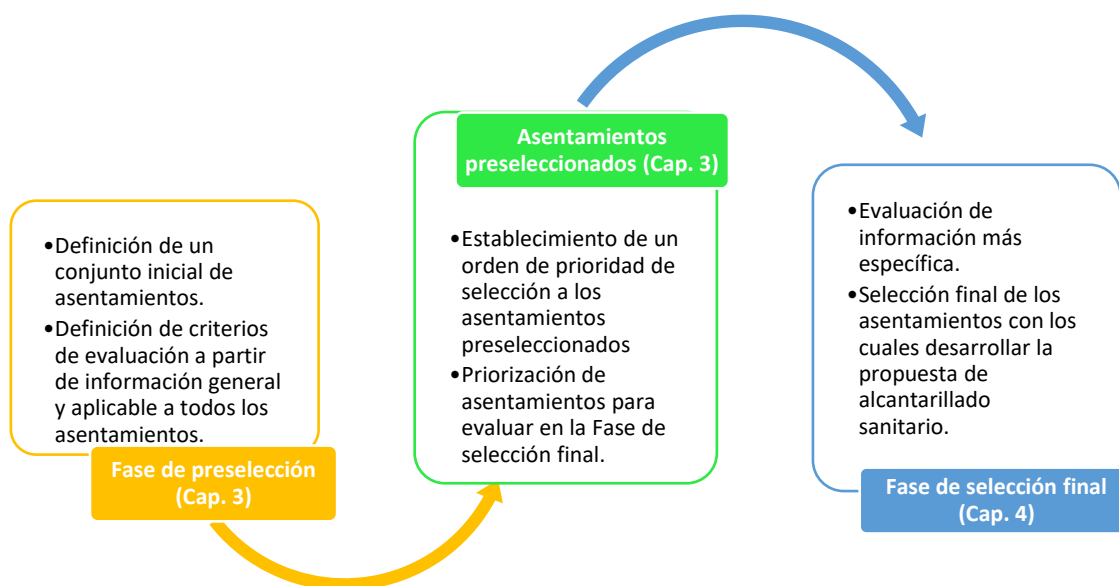 •Definición de un
conjunto inicial de
asentamientos.
•Definición de criterios
de evaluación a partir
de información general
y aplicable a todos los
asentamientos.
Fase de preselección
(Cap. 3)
Asentamientos
preseleccionados (Cap. 3)
•Establecimiento de un
orden de prioridad de
selección a los
asentamientos
preseleccionados
•Priorización de
asentamientos para
evaluar en la Fase de
selección final.
•Evaluación de
información más
específica.
•Selección final de los
asentamientos con los
cuales desarrollar la
propuesta de
alcantarillado
sanitario.
Fase de selección final
(Cap. 4)